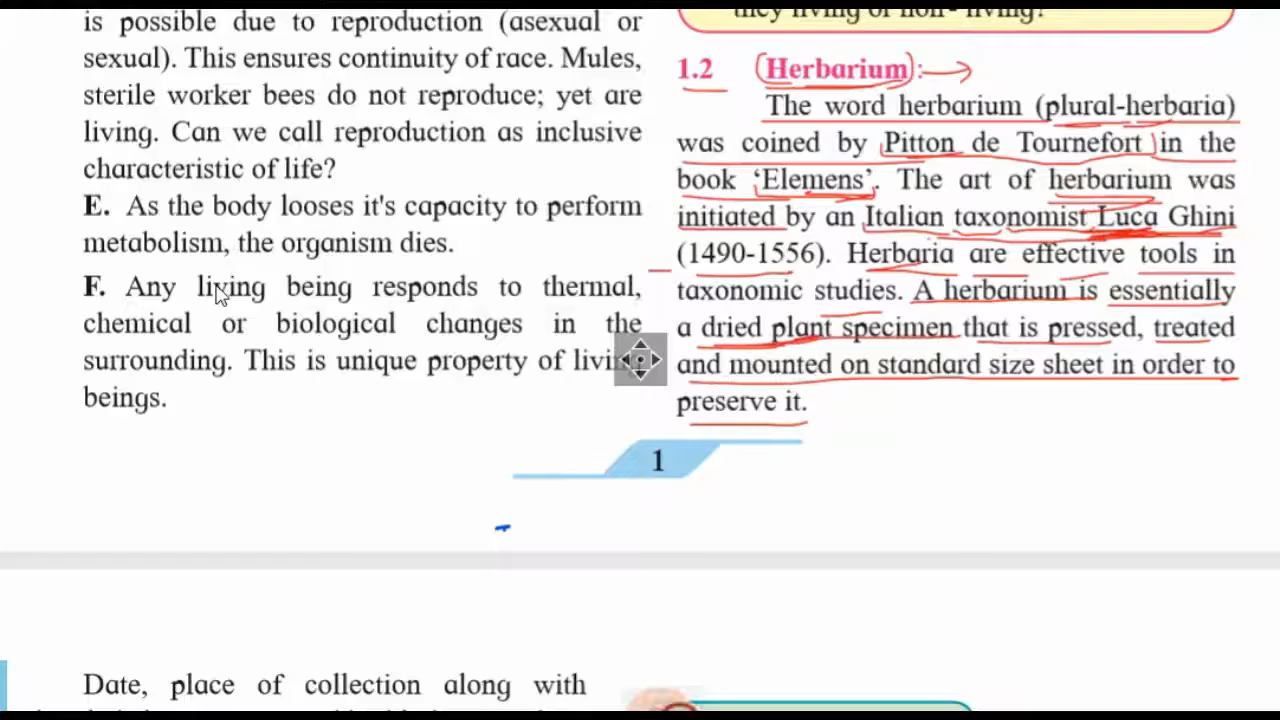 is possible due to reproduction (asexual or
sexual). This ensures continuity of race. Mules,
sterile worker bees do not reproduce; yet are
living. Can we call reproduction as inclusive
characteristic of life?
E. As the body looses it's capacity to perform
metabolism, the organism dies.
F. Any living being responds to thermal,
chemical or biological changes in the
surrounding. This is unique property of living
beings.
they living or non- living?
1.2 Herbarium :
The word herbarium (plural-herbaria)
was coined by Pitton de Tournefort in the
book ‘Elemens’. The art of herbarium was
initiated by an Italian taxonomist Luca Ghini
(1490-1556). Herbaria are effective tools in
taxonomic studies. A herbarium is essentially
a dried plant specimen that is pressed, treated
and mounted on standard size sheet in order to
preserve it.
1
Date, place of collection along with